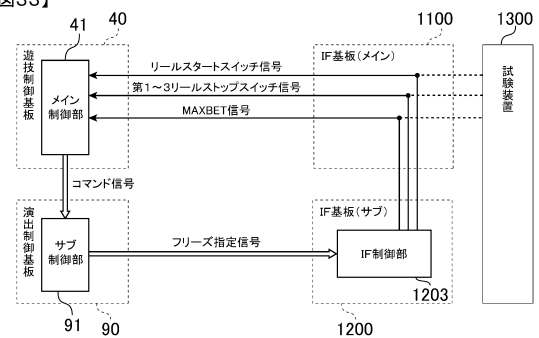 図33】
40
41
1100
1300
遊技制御基板
メイン
制御部
IF基板(メイン)
試験装置
リールスタートスイッチ信号
第1～3リールストップスイッチ信号
MAXBET信号
コマンド信号
演出制御基板
サブ
制御部
フリーズ指定信号
IF基板(サブ)
IF制御部
1203
91
90
1200